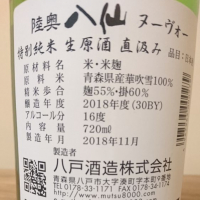 陸奥 八仙 ヌーヴォー
特別純米 生原酒 直汲み
原材料名 米・米麹
原料米 青森県産華吹雪100%
精米歩合 麹55%・掛60%
醸造年度 2018年度(30BY)
アルコール分 16度
内容量 720ml
製造年月 2018年11月
製造者
八戸酒造株式会社
青森県八戸市大字湊町字本町9番地
TEL 0178-33-1171
http://www.mutsu8000.com